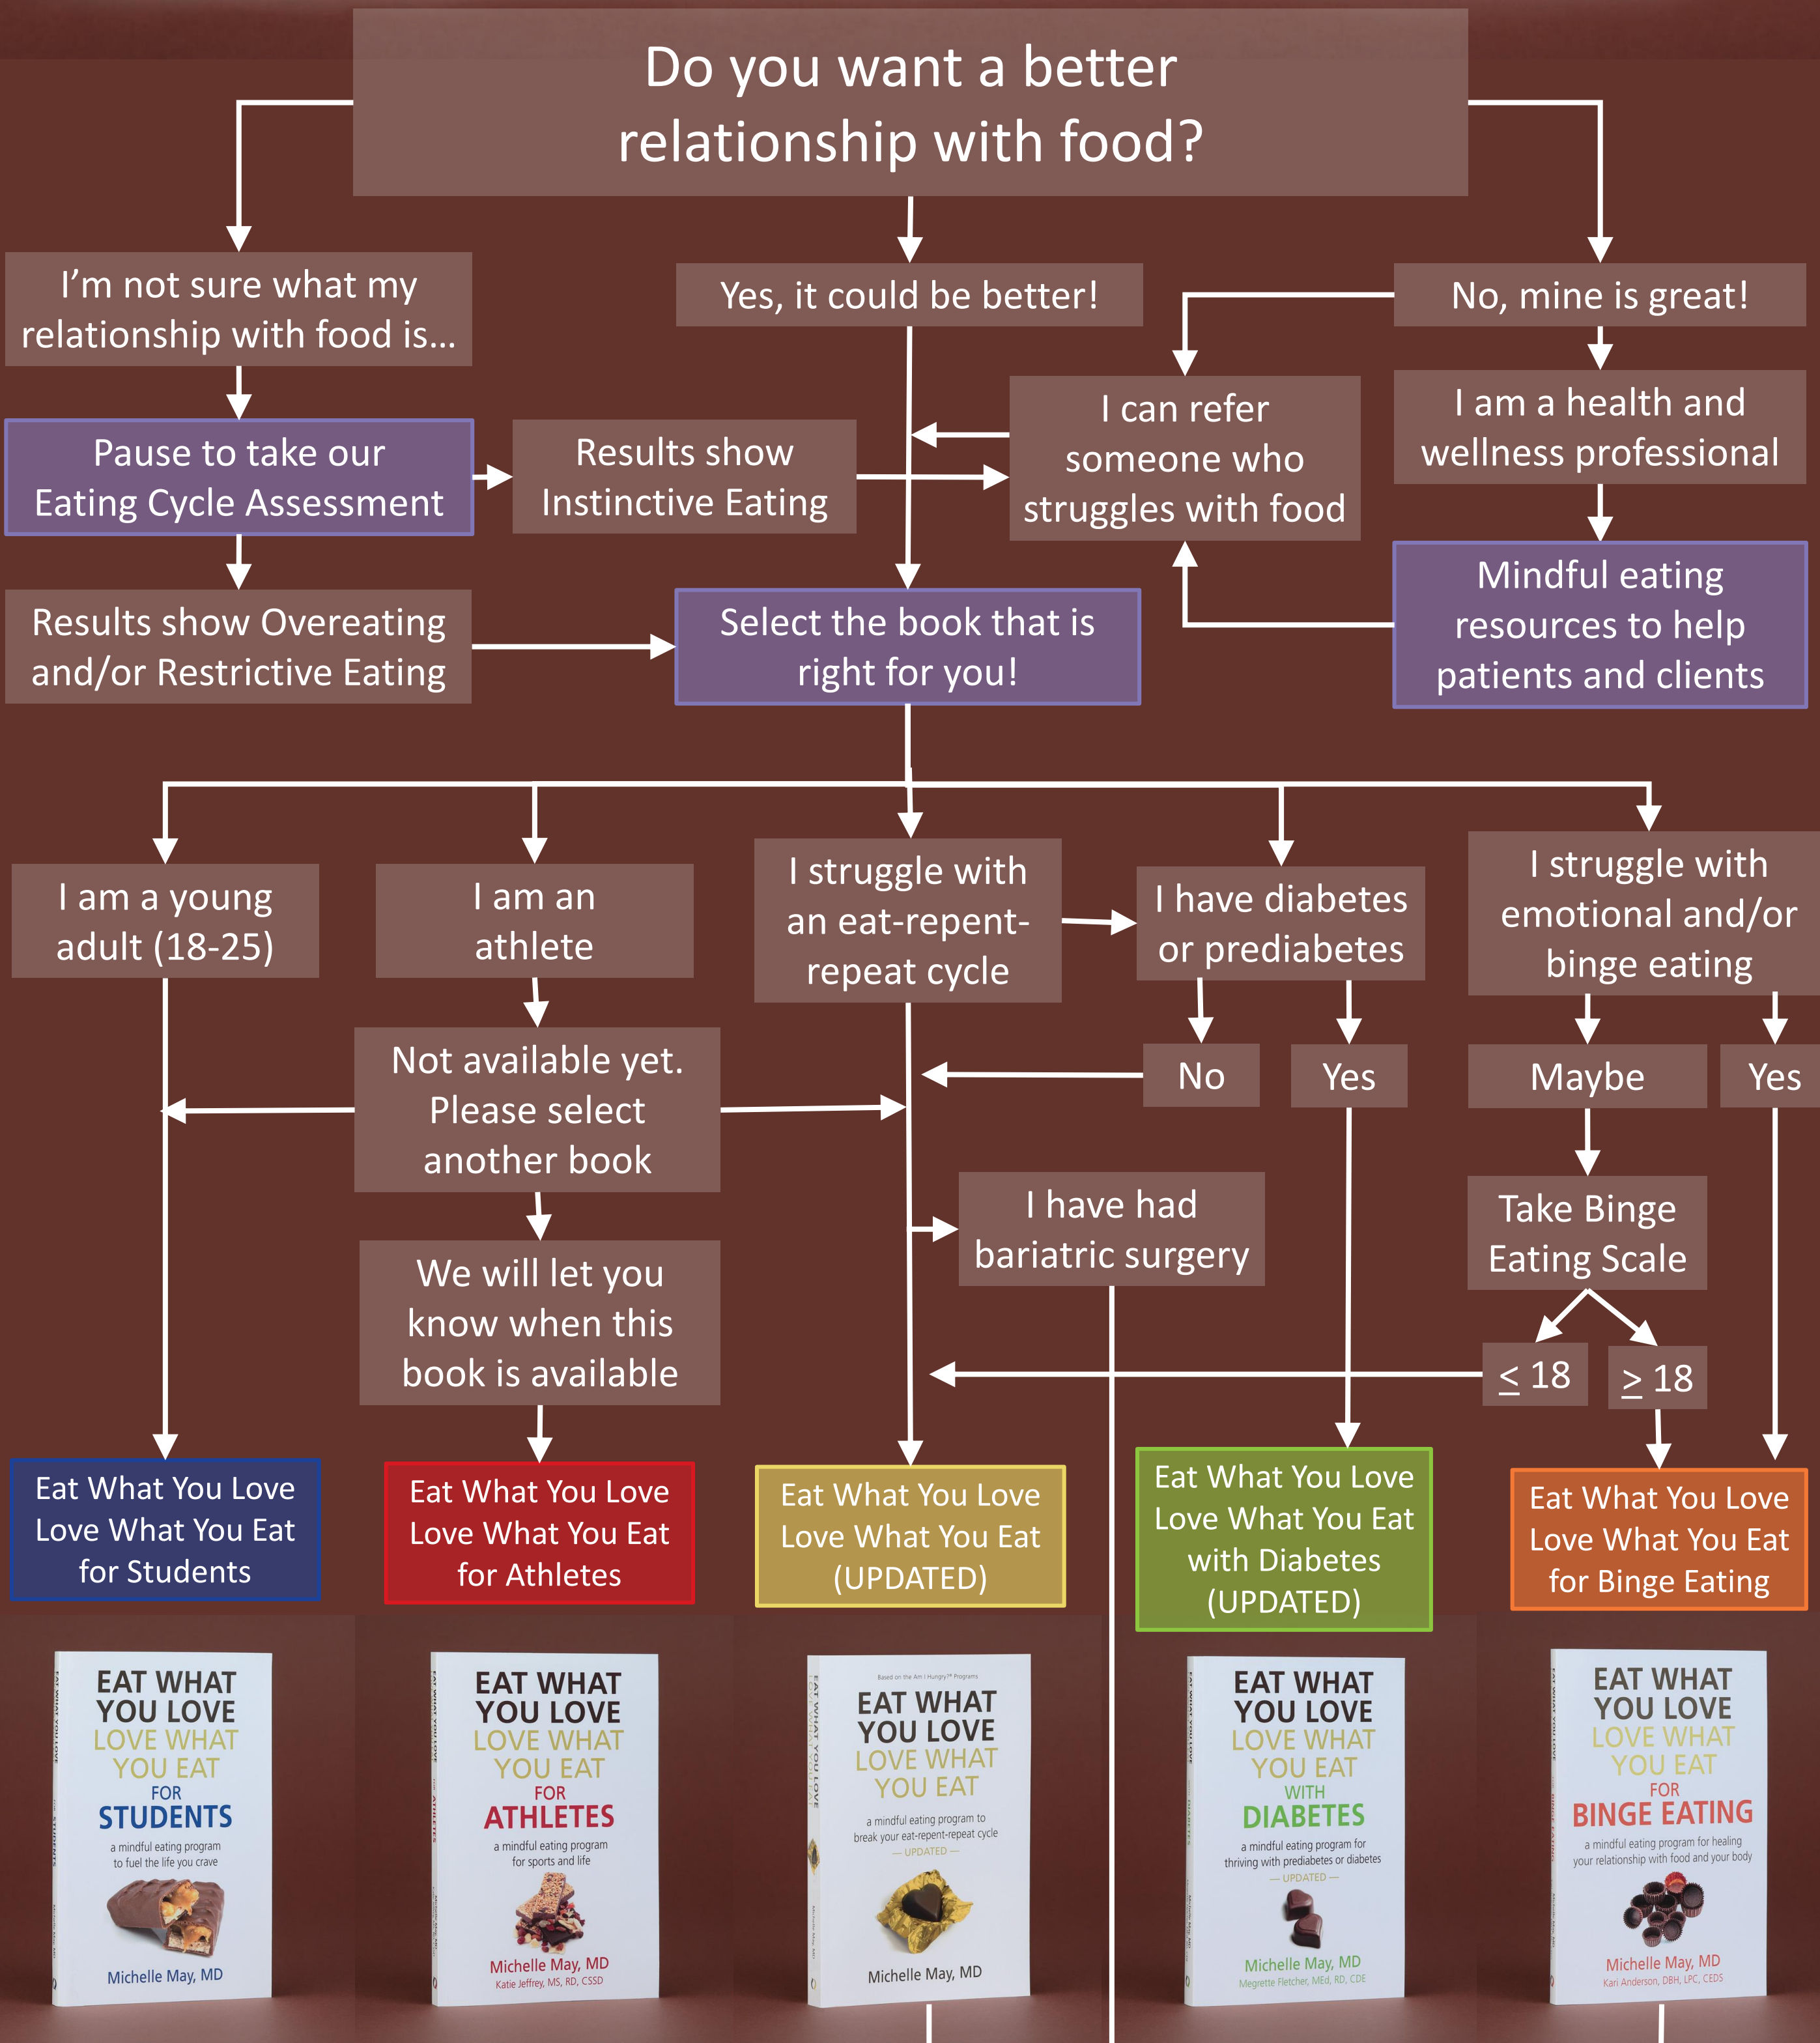 Do you want a better
relationship with food?
I'm not sure what my
relationship with food is...
Yes, it could be better!
No, mine is great!
Pause to take our
Eating Cycle Assessment
Results show
Instinctive Eating
I can refer
someone who
struggles with food
I am a health and
wellness professional
Results show Overeating
and/or Restrictive Eating
Select the book that is
right for you!
Mindful eating
resources to help
patients and clients
I am a young
adult (18-25)
I am an
athlete
I struggle with
an eat-repent-
repeat cycle
I have diabetes
or prediabetes
I struggle with
emotional and/or
binge eating
Not available yet.
Please select
another book
No
Yes
Maybe
Yes
I have had
bariatric surgery
Take Binge
Eating Scale
We will let you
know when this
book is available
≤ 18
≥ 18
Eat What You Love
Love What You Eat
for Students
Eat What You Love
Love What You Eat
for Athletes
Eat What You Love
Love What You Eat
(UPDATED)
Eat What You Love
Love What You Eat
with Diabetes
(UPDATED)
Eat What You Love
Love What You Eat
for Binge Eating
EAT WHAT
YOU LOVE
LOVE WHAT
YOU EAT
FOR
STUDENTS
a mindful eating program
to fuel the life you crave
Michelle May, MD
EAT WHAT
YOU LOVE
LOVE WHAT
YOU EAT
FOR
ATHLETES
a mindful eating program
for sports and life
Michelle May, MD
Katie Jeffrey, MS, RD, CSSD
Based on the Am I Hungry?® Programs
EAT WHAT
YOU LOVE
LOVE WHAT
YOU EAT
a mindful eating program to
break your eat-repent-repeat cycle
— UPDATED —
Michelle May, MD
EAT WHAT YOU LOVE
EAT WHAT
YOU LOVE
LOVE WHAT
YOU EAT
WITH
DIABETES
a mindful eating program for
thriving with prediabetes or diabetes
— UPDATED —
Michelle May, MD
Megrette Fletcher, MEd, RD, CDE
EAT WHAT
YOU LOVE
LOVE WHAT
YOU EAT
FOR
BINGE EATING
a mindful eating program for healing
your relationship with food and your body
Michelle May, MD
Kari Anderson, DBH, LPC, CEDS